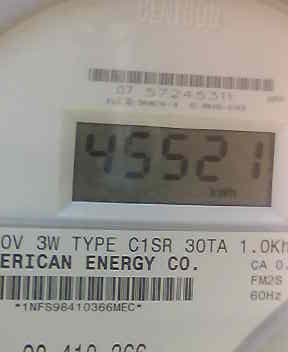 CENTRON
07 57245311
45521
kWh
0V 3W TYPE C1SR 30TA 1.0Kh
ERICAN ENERGY CO.
CA 0.
FM2S
60Hz
*1NFS98410366MEC*